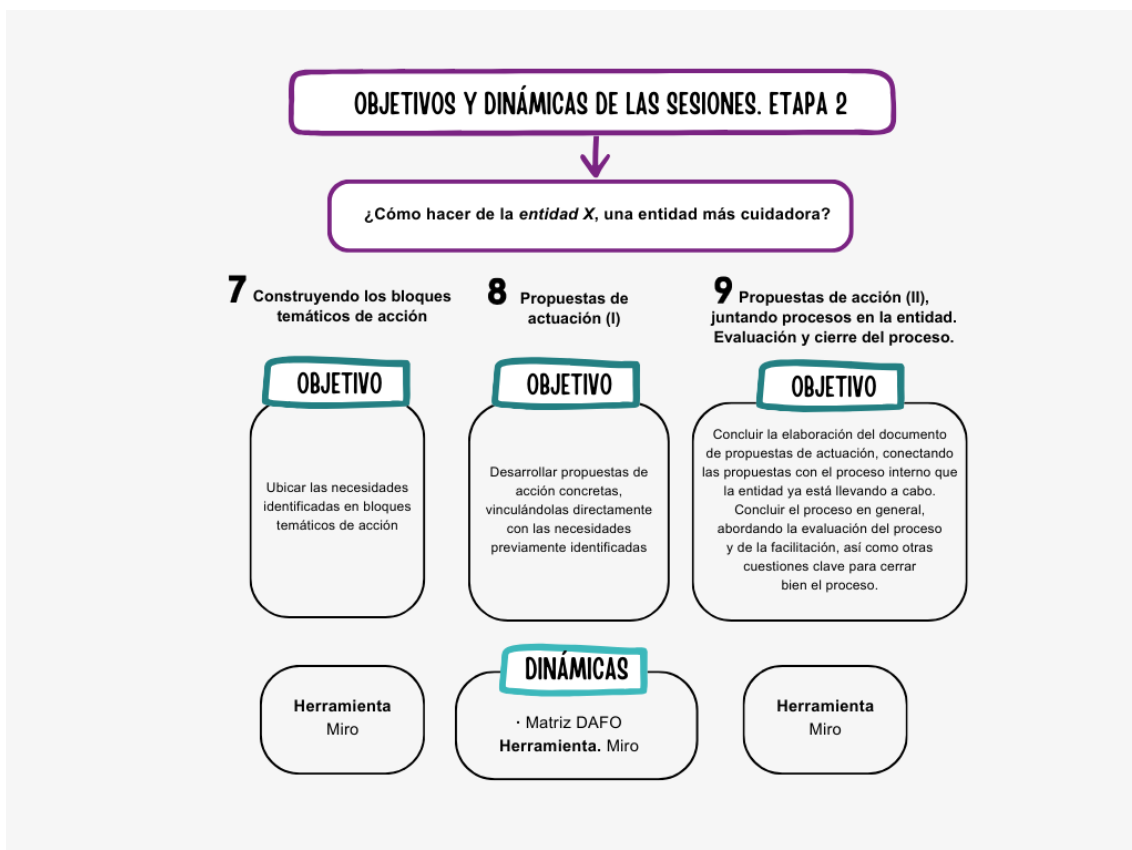 OBJETIVOS Y DINÁMICAS DE LAS SESIONES. ETAPA 2
¿Cómo hacer de la entidad X, una entidad más cuidadora?
7 Construyendo los bloques
temáticos de acción
OBJETIVO
Ubicar las necesidades
identificadas en bloques
temáticos de acción
Herramienta
Miro
8 Propuestas de
actuación (I)
OBJETIVO
Desarrollar propuestas de
acción concretas,
vinculándolas directamente
con las necesidades
previamente identificadas
DINÁMICAS
· Matriz DAFO
Herramienta. Miro
9 Propuestas de acción (II),
juntando procesos en la entidad.
Evaluación y cierre del proceso.
OBJETIVO
Concluir la elaboración del documento
de propuestas de actuación, conectando
las propuestas con el proceso interno que
la entidad ya está llevando a cabo.
Concluir el proceso en general,
abordando la evaluación del proceso
y de la facilitación, así como otras
cuestiones clave para cerrar
bien el proceso.
Herramienta
Miro